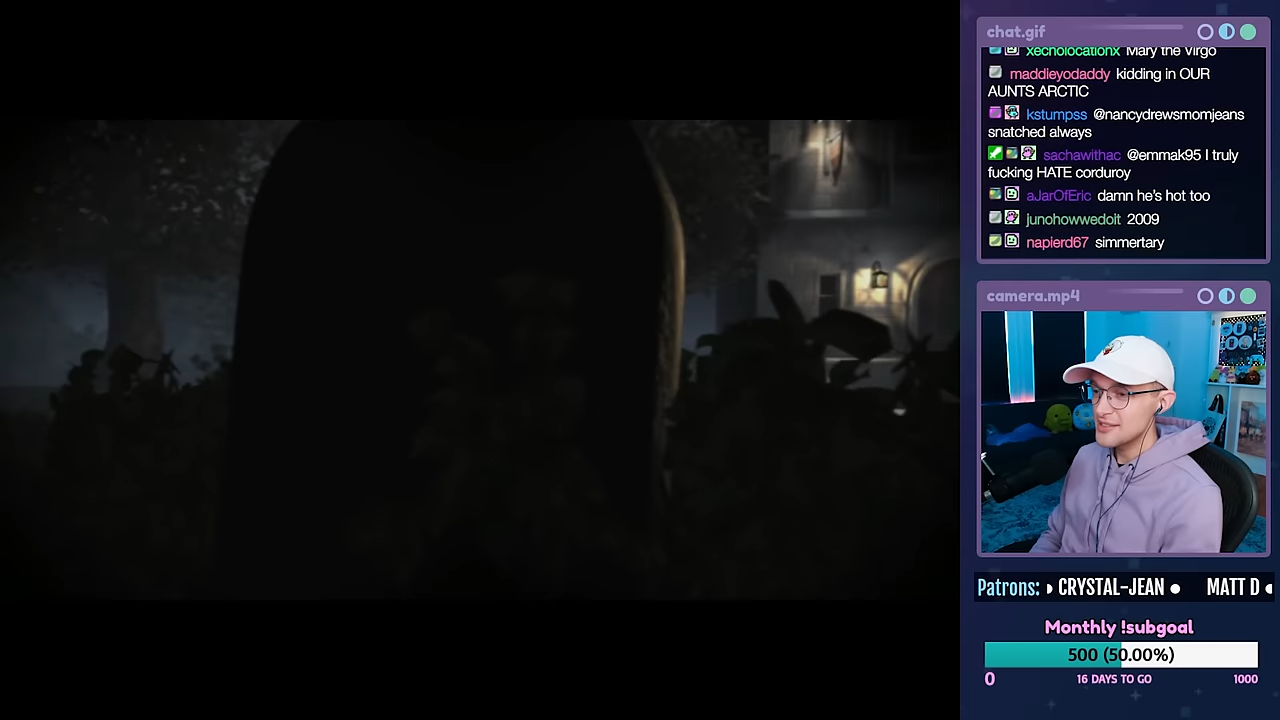 chat.gif
xecholocationx Mary the Virgo
maddieyodaddy kidding in OUR
AUNTS ARCTIC
kstumpss @nancydrewsmomjeans
snatched always
sachawithac @emmak95 I truly
fucking HATE corduroy
aJarOfEric damn he's hot too
junohowwedoit 2009
napierd67 simmertary
camera.mp4
Patrons: CRYSTAL-JEAN MATT D
Monthly !subgoal
500 (50.00%)
0 16 DAYS TO GO 1000